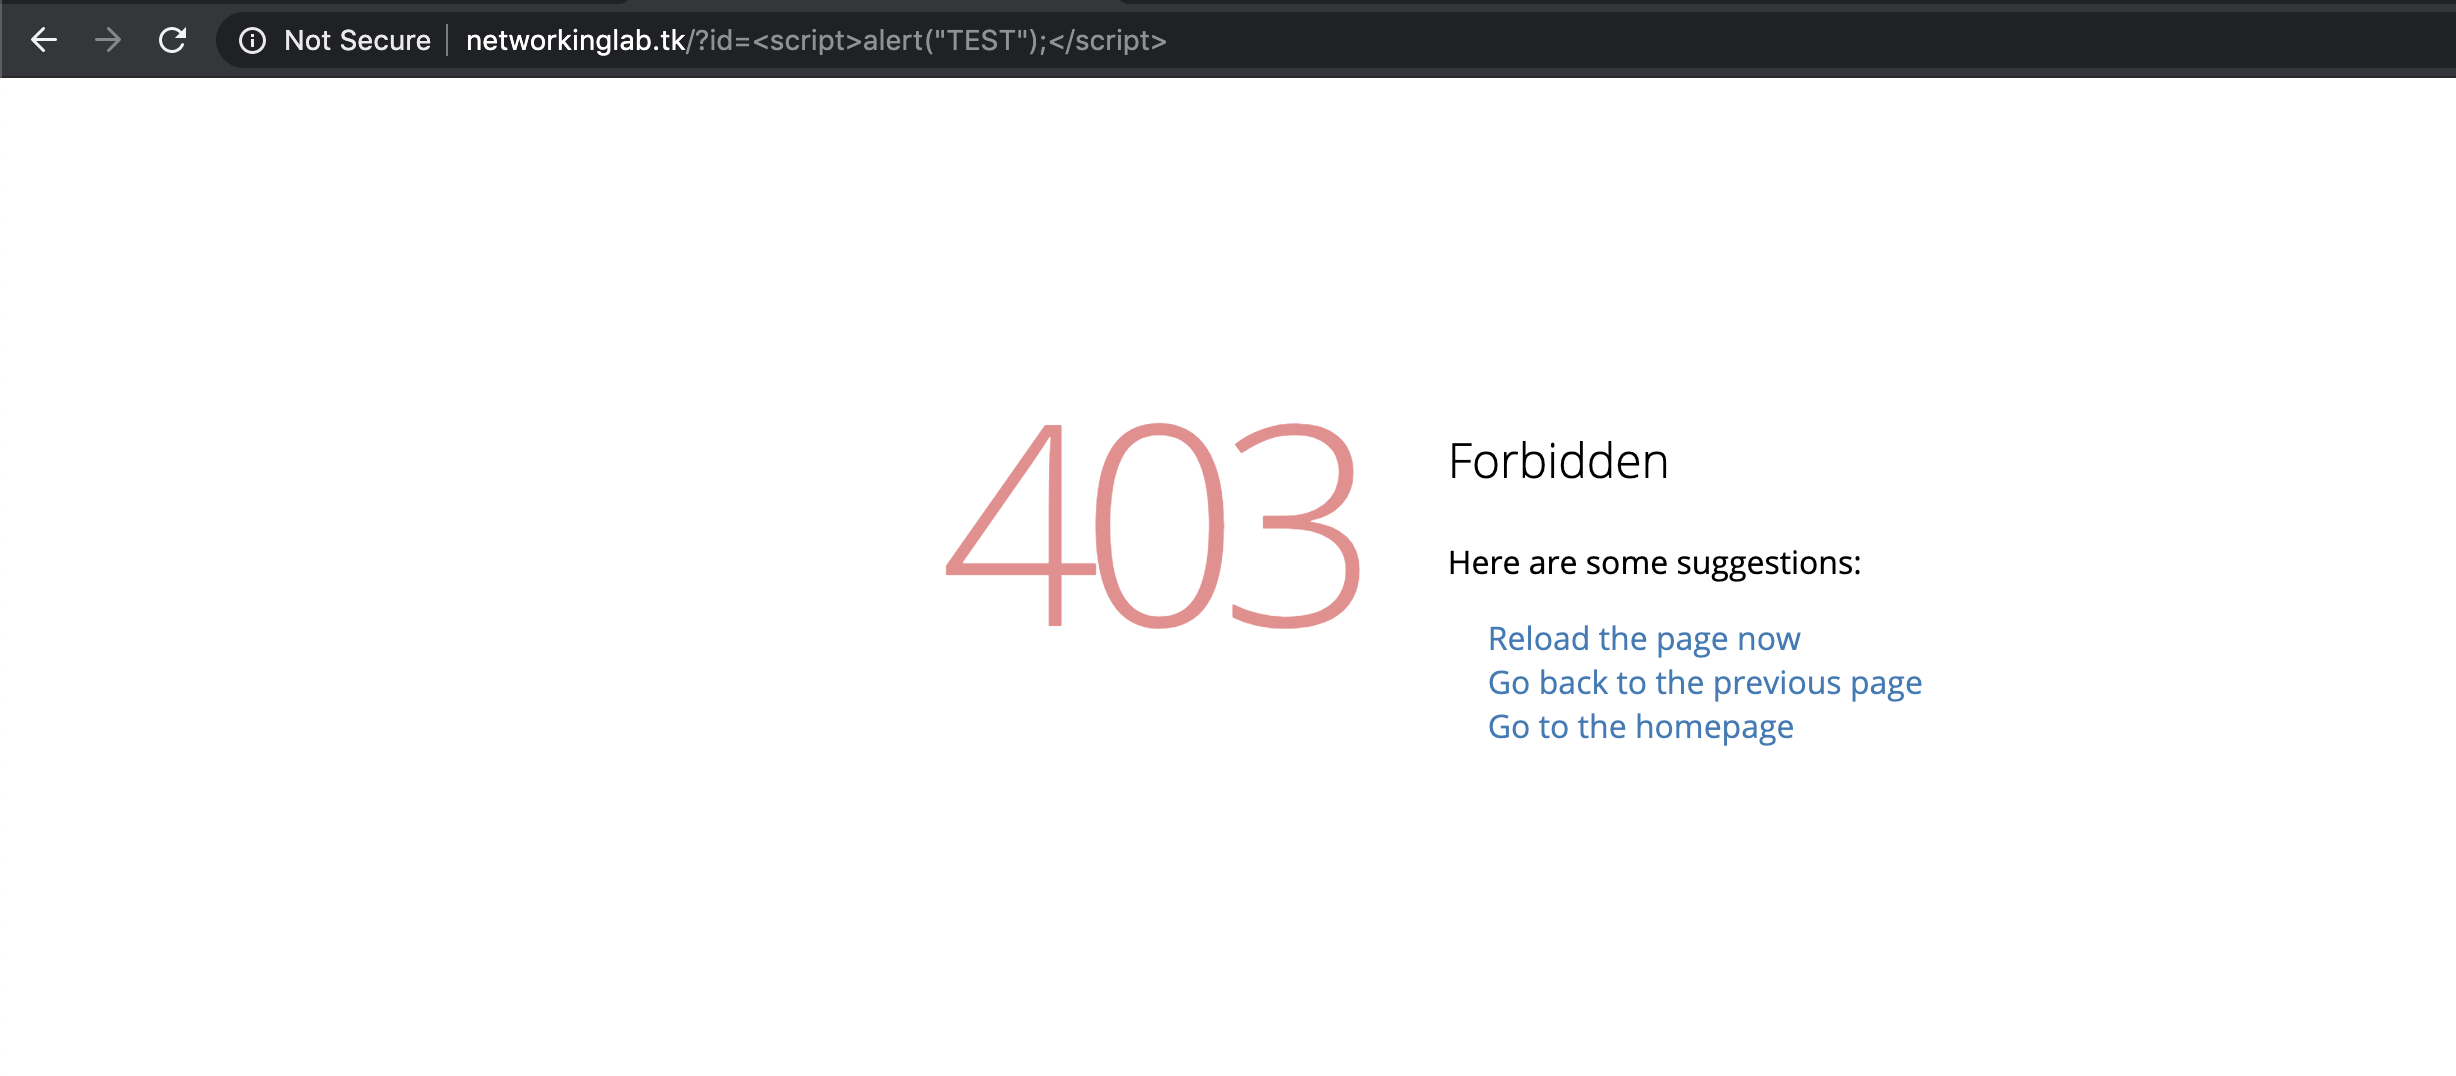 Not Secure | networkinglab.tk/?id=<script>alert("TEST");</script>
403
Forbidden
Here are some suggestions:
Reload the page now
Go back to the previous page
Go to the homepage